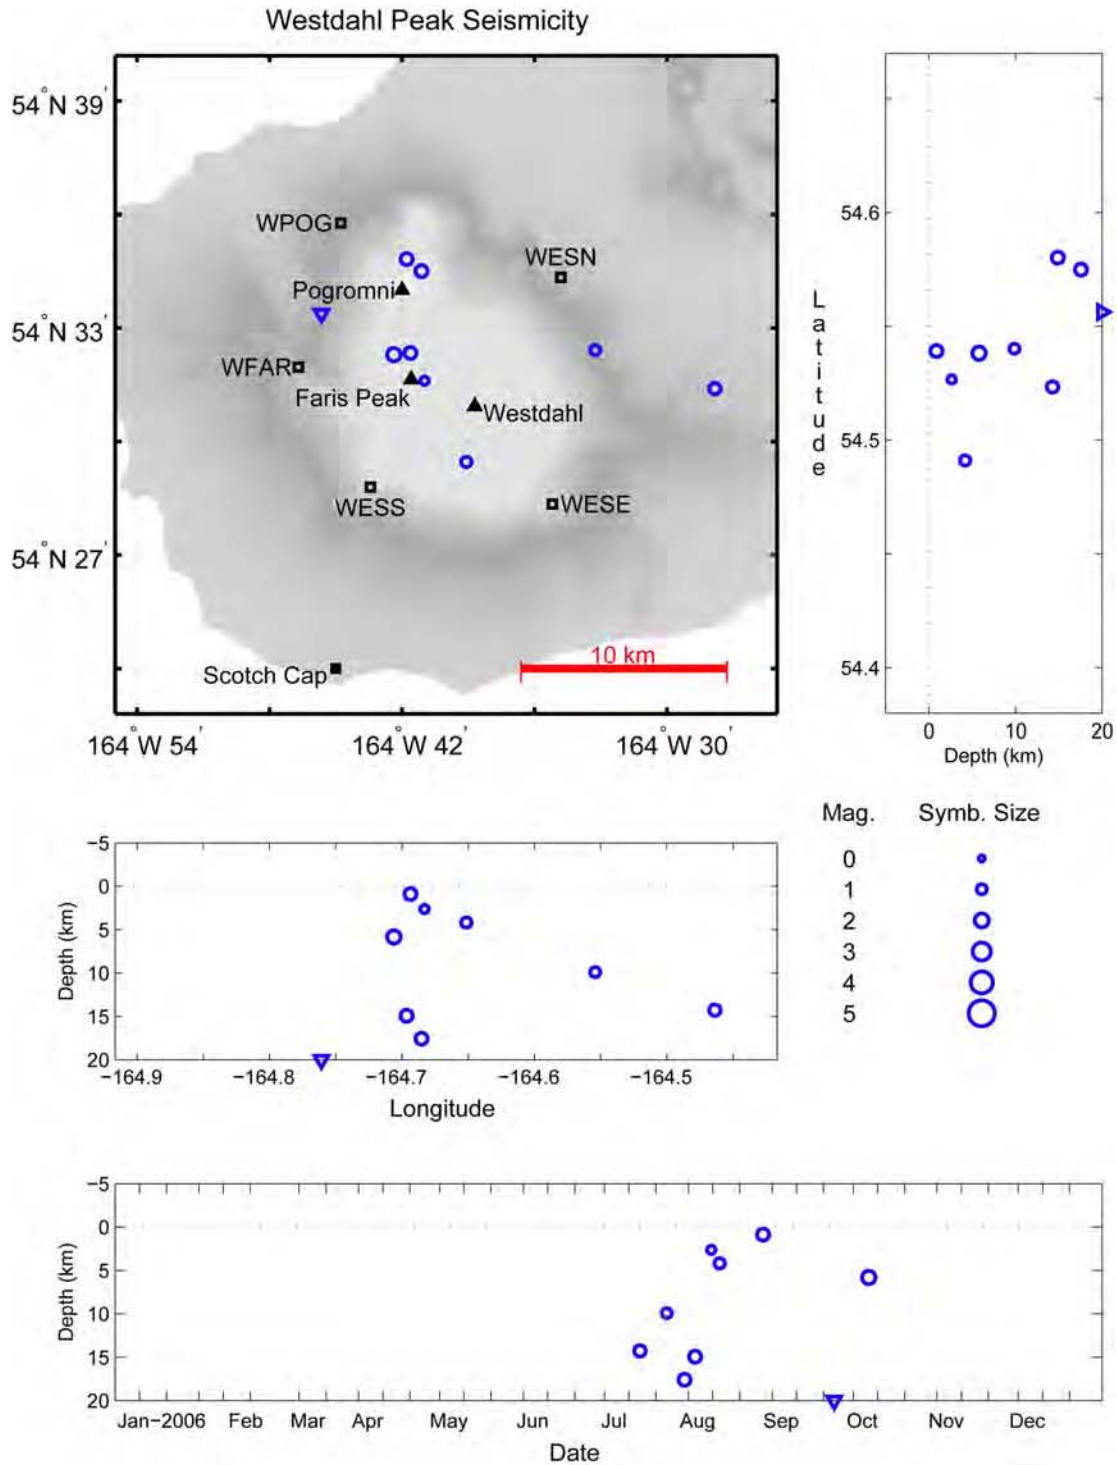 Westdahl Peak Seismicity
54°N 39'
54°N 33'
54°N 27'
WPOG
WESN
Pogromni
WFAR
Faris Peak
Westdahl
WESS
WESE
Scotch Cap
10 km
164°W 54'
164°W 42'
164°W 30'
Latitude
54.6
54.5
54.4
0 10 20
Depth (km)
−5
0
5
10
15
20
Depth (km)
−164.9 −164.8 −164.7 −164.6 −164.5
Longitude
Mag. Symb. Size
0
1
2
3
4
5
−5
0
5
10
15
20
Depth (km)
Jan−2006 Feb Mar Apr May Jun Jul Aug Sep Oct Nov Dec
Date